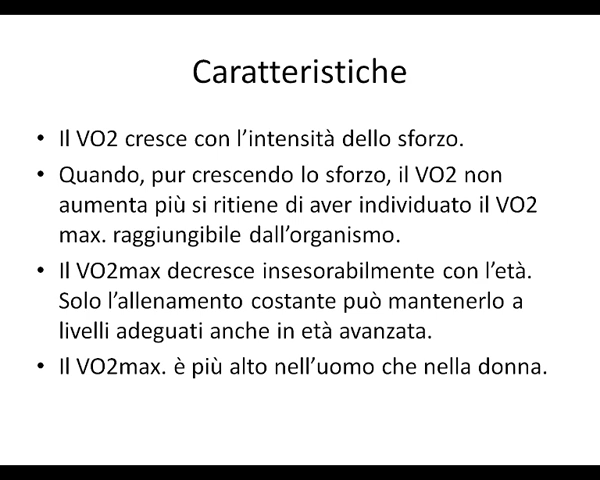 Caratteristiche
• Il VO2 cresce con l'intensità dello sforzo.
• Quando, pur crescendo lo sforzo, il VO2 non
aumenta più si ritiene di aver individuato il VO2
max. raggiungibile dall'organismo.
• Il VO2max decresce insesorabilmente con l'età.
Solo l'allenamento costante può mantenerlo a
livelli adeguati anche in età avanzata.
• Il VO2max. è più alto nell'uomo che nella donna.